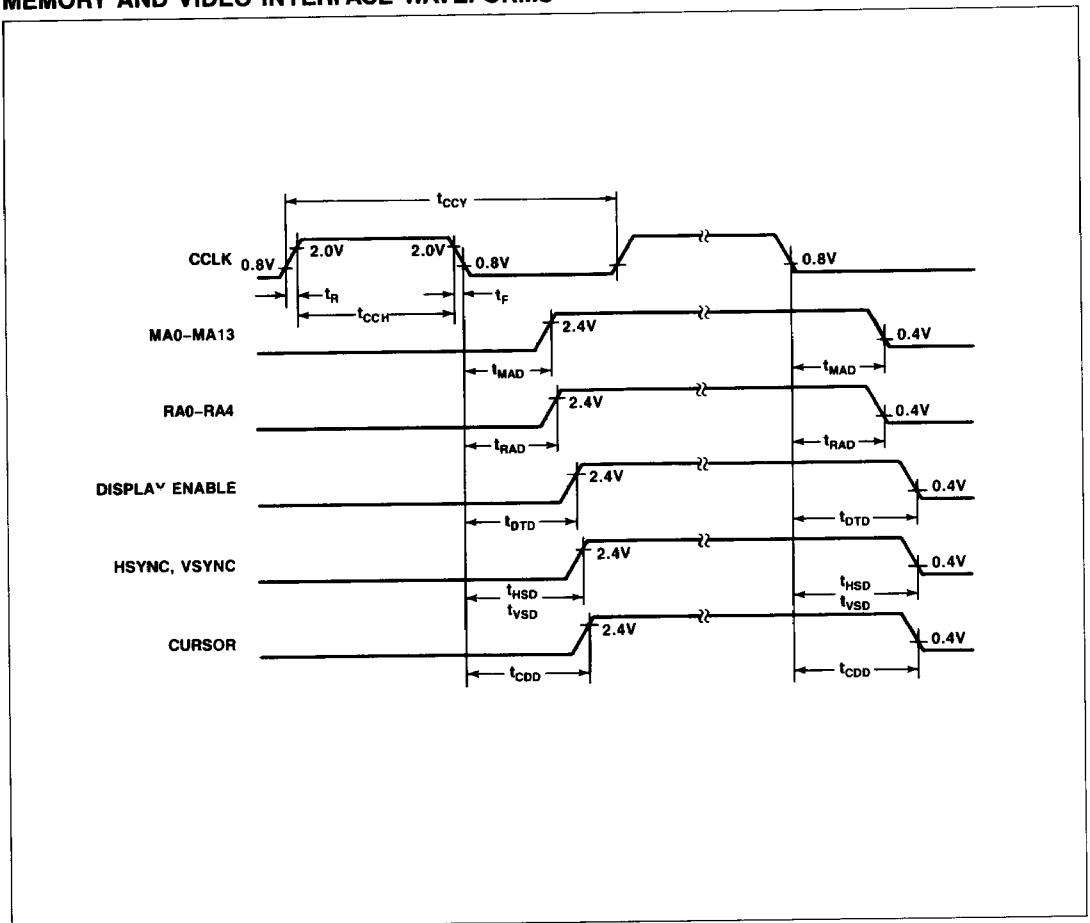 MEMORY AND VIDEO INTERFACE WAVEFORMS
tCCY
CCLK 0.8V 2.0V 2.0V 0.8V 0.8V
tR tF
tCCH
MA0–MA13 2.4V 0.4V
tMAD tMAD
RA0–RA4 2.4V 0.4V
tRAD tRAD
DISPLAY ENABLE 2.4V 0.4V
tDTD tDTD
HSYNC, VSYNC 2.4V 0.4V
tHSD tHSD
tVSD tVSD
CURSOR 2.4V 0.4V
tCDD tCDD